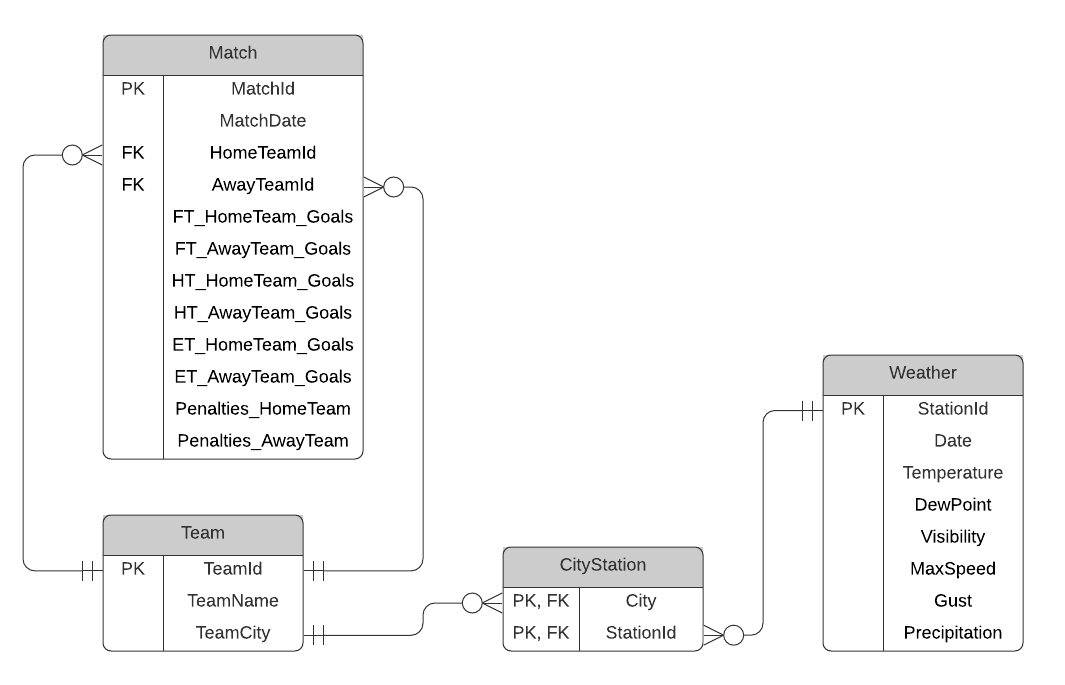 Match
PK MatchId
MatchDate
FK HomeTeamId
FK AwayTeamId
FT_HomeTeam_Goals
FT_AwayTeam_Goals
HT_HomeTeam_Goals
HT_AwayTeam_Goals
ET_HomeTeam_Goals
ET_AwayTeam_Goals
Penalties_HomeTeam
Penalties_AwayTeam
Team
PK TeamId
TeamName
TeamCity
CityStation
PK, FK City
PK, FK StationId
Weather
PK StationId
Date
Temperature
DewPoint
Visibility
MaxSpeed
Gust
Precipitation